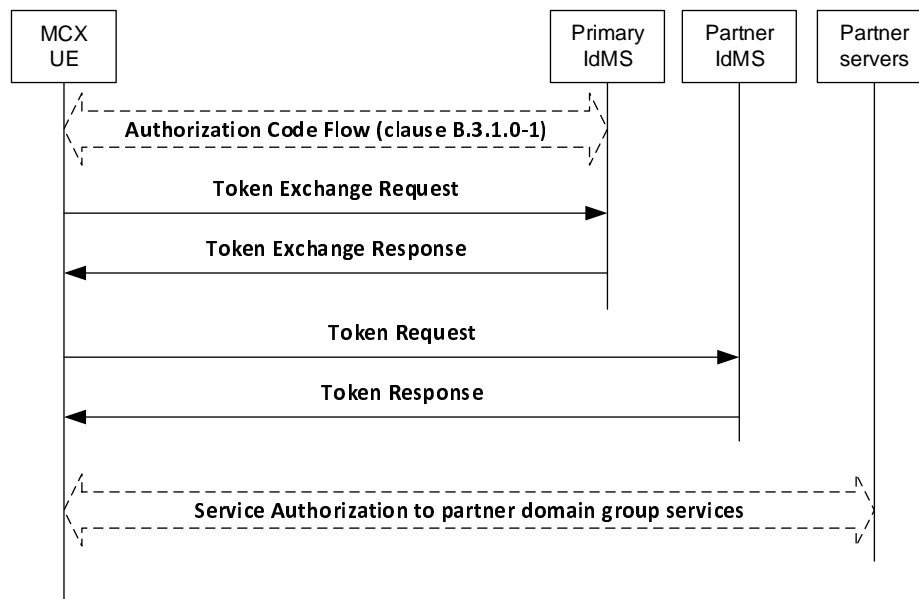 MCX
UE
Primary
IdMS
Partner
IdMS
Partner
servers
Authorization Code Flow (clause B.3.1.0-1)
Token Exchange Request
Token Exchange Response
Token Request
Token Response
Service Authorization to partner domain group services